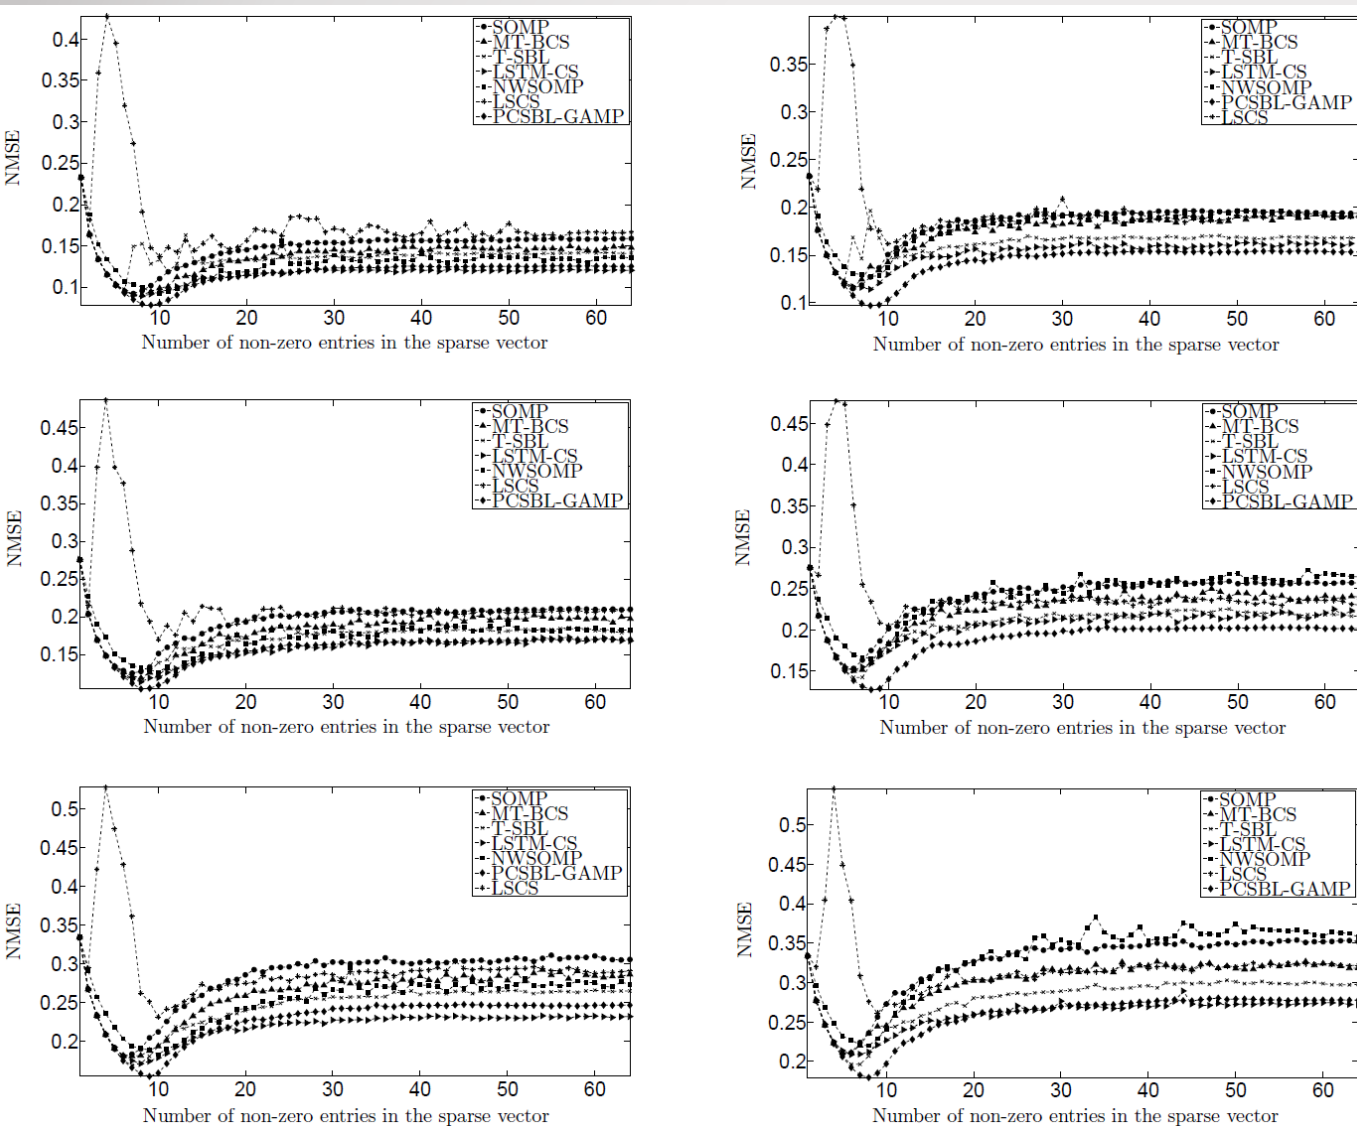 0.4
0.35
0.3
0.25
0.2
0.15
0.1
NMSE
10 20 30 40 50 60
Number of non-zero entries in the sparse vector
SOMP
MT-BCS
T-SBL
LSTM-CS
NWSOMP
LSCS
PCSBL-GAMP
0.35
0.3
0.25
0.2
0.15
0.1
NMSE
10 20 30 40 50 60
Number of non-zero entries in the sparse vector
SOMP
MT-BCS
T-SBL
LSTM-CS
NWSOMP
PCSBL-GAMP
LSCS
0.45
0.4
0.35
0.3
0.25
0.2
0.15
NMSE
10 20 30 40 50 60
Number of non-zero entries in the sparse vector
SOMP
MT-BCS
T-SBL
LSTM-CS
NWSOMP
LSCS
PCSBL-GAMP
0.45
0.4
0.35
0.3
0.25
0.2
0.15
NMSE
10 20 30 40 50 60
Number of non-zero entries in the sparse vector
SOMP
MT-BCS
T-SBL
LSTM-CS
NWSOMP
LSCS
PCSBL-GAMP
0.5
0.45
0.4
0.35
0.3
0.25
0.2
NMSE
10 20 30 40 50 60
Number of non-zero entries in the sparse vector
SOMP
MT-BCS
T-SBL
LSTM-CS
NWSOMP
PCSBL-GAMP
LSCS
0.5
0.45
0.4
0.35
0.3
0.25
0.2
NMSE
10 20 30 40 50 60
Number of non-zero entries in the sparse vector
SOMP
MT-BCS
T-SBL
LSTM-CS
NWSOMP
LSCS
PCSBL-GAMP